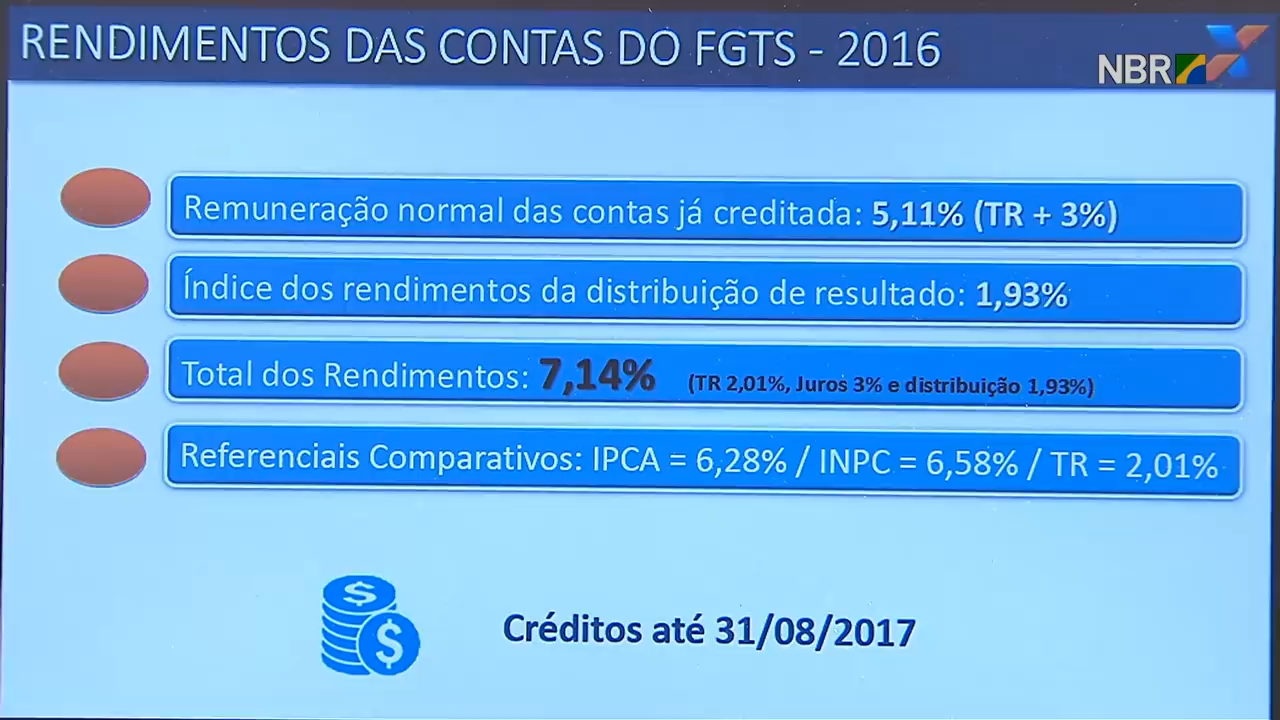 RENDIMENTOS DAS CONTAS DO FGTS - 2016
NBR
Remuneração normal das contas já creditada: 5,11% (TR + 3%)
Índice dos rendimentos da distribuição de resultado: 1,93%
Total dos Rendimentos: 7,14% (TR 2,01%, Juros 3% e distribuição 1,93%)
Referenciais Comparativos: IPCA = 6,28% / INPC = 6,58% / TR = 2,01%
$
$
Créditos até 31/08/2017